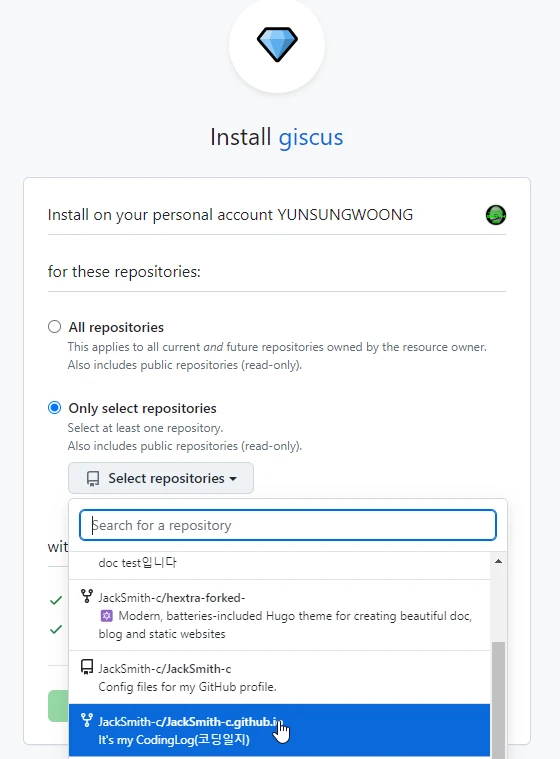 Install giscus
Install on your personal account YUNSUNGWOONG
for these repositories:
All repositories
This applies to all current and future repositories owned by the resource owner.
Also includes public repositories (read-only).
Only select repositories
Select at least one repository.
Also includes public repositories (read-only).
Select repositories
Search for a repository
doc test입니다
JackSmith-c/hextra-forked-
Modern, batteries-included Hugo theme for creating beautiful doc,
blog and static websites
JackSmith-c/JackSmith-c
Config files for my GitHub profile.
JackSmith-c/JackSmith-c.github.io
It's my CodingLog(코딩일지)